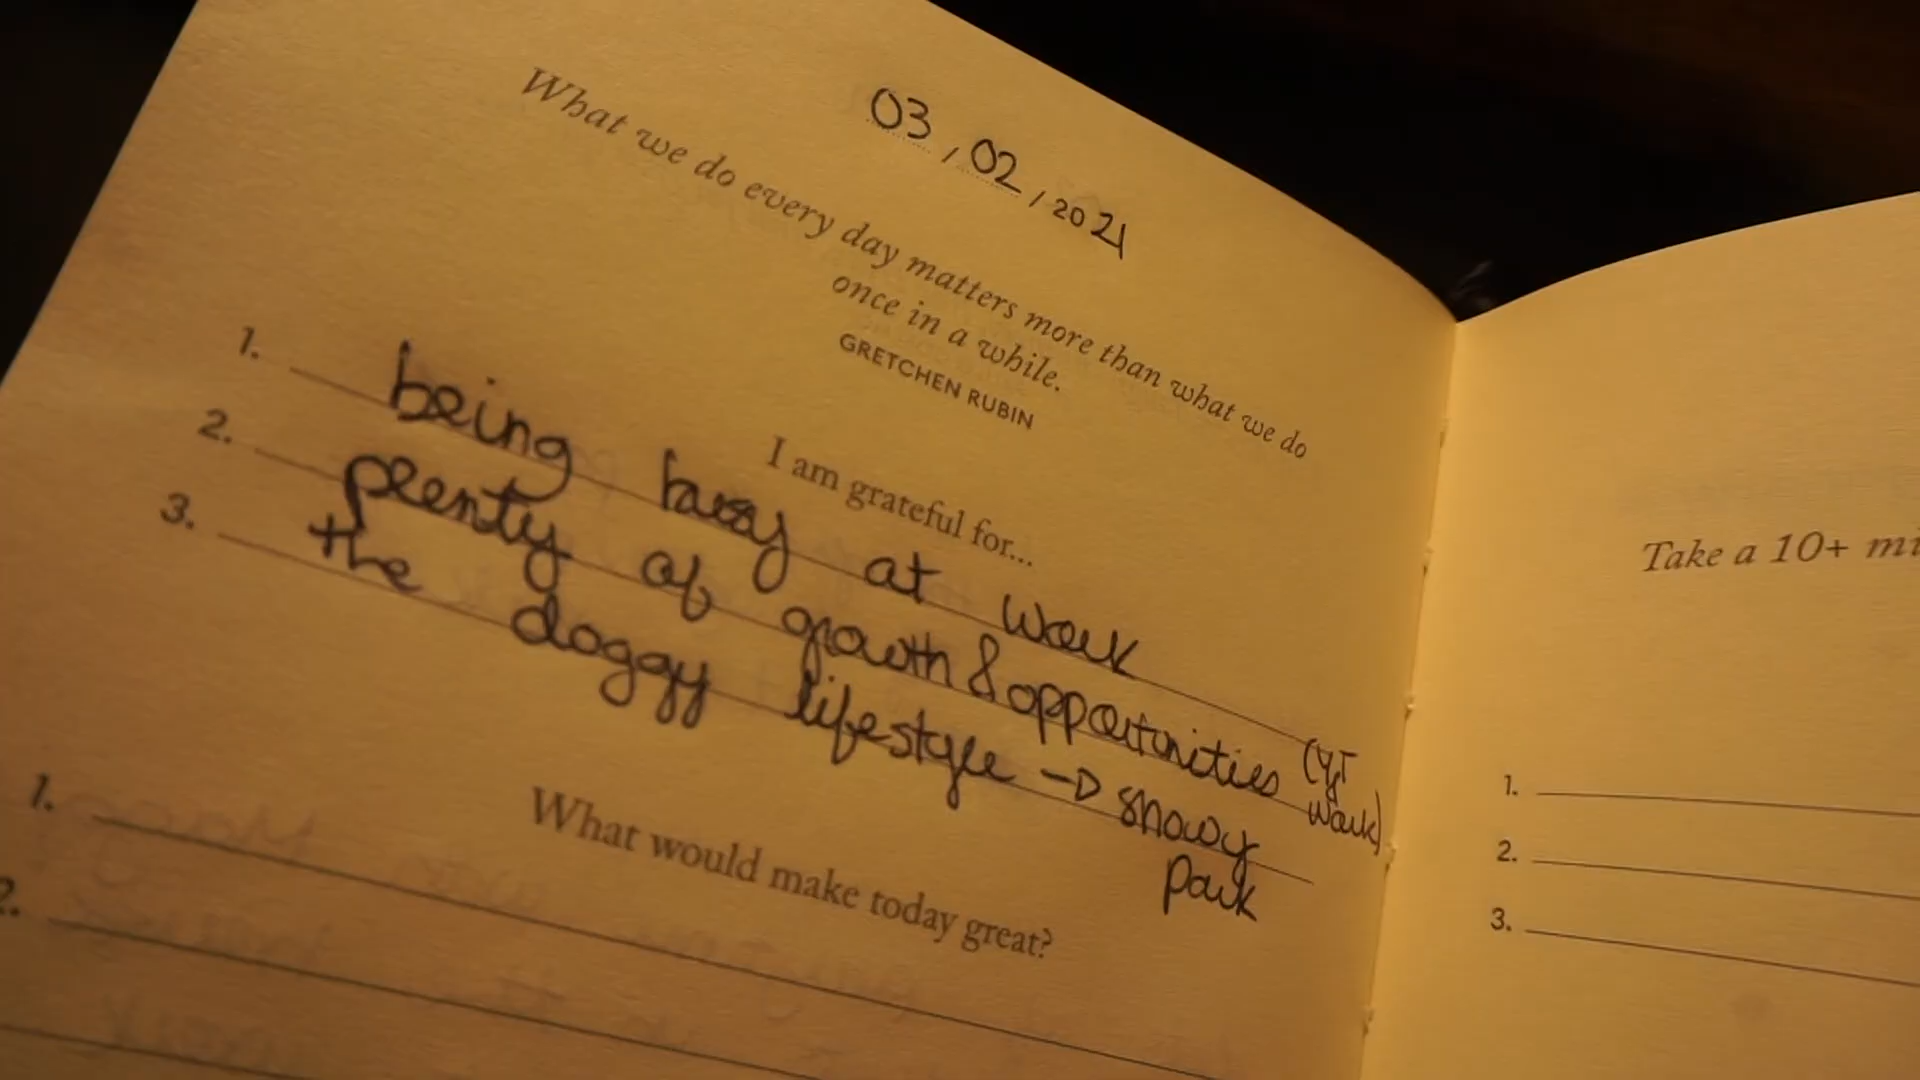 03 / 02 / 2021
What we do every day matters more than what we do
once in a while.
GRETCHEN RUBIN
I am grateful for...
1. being busy at work
2. plenty of growth & opportunities (YT
work)
3. the doggy lifestyle → snowy
park
What would make today great?
1.
2.
Take a 10+ mi
1.
2.
3.